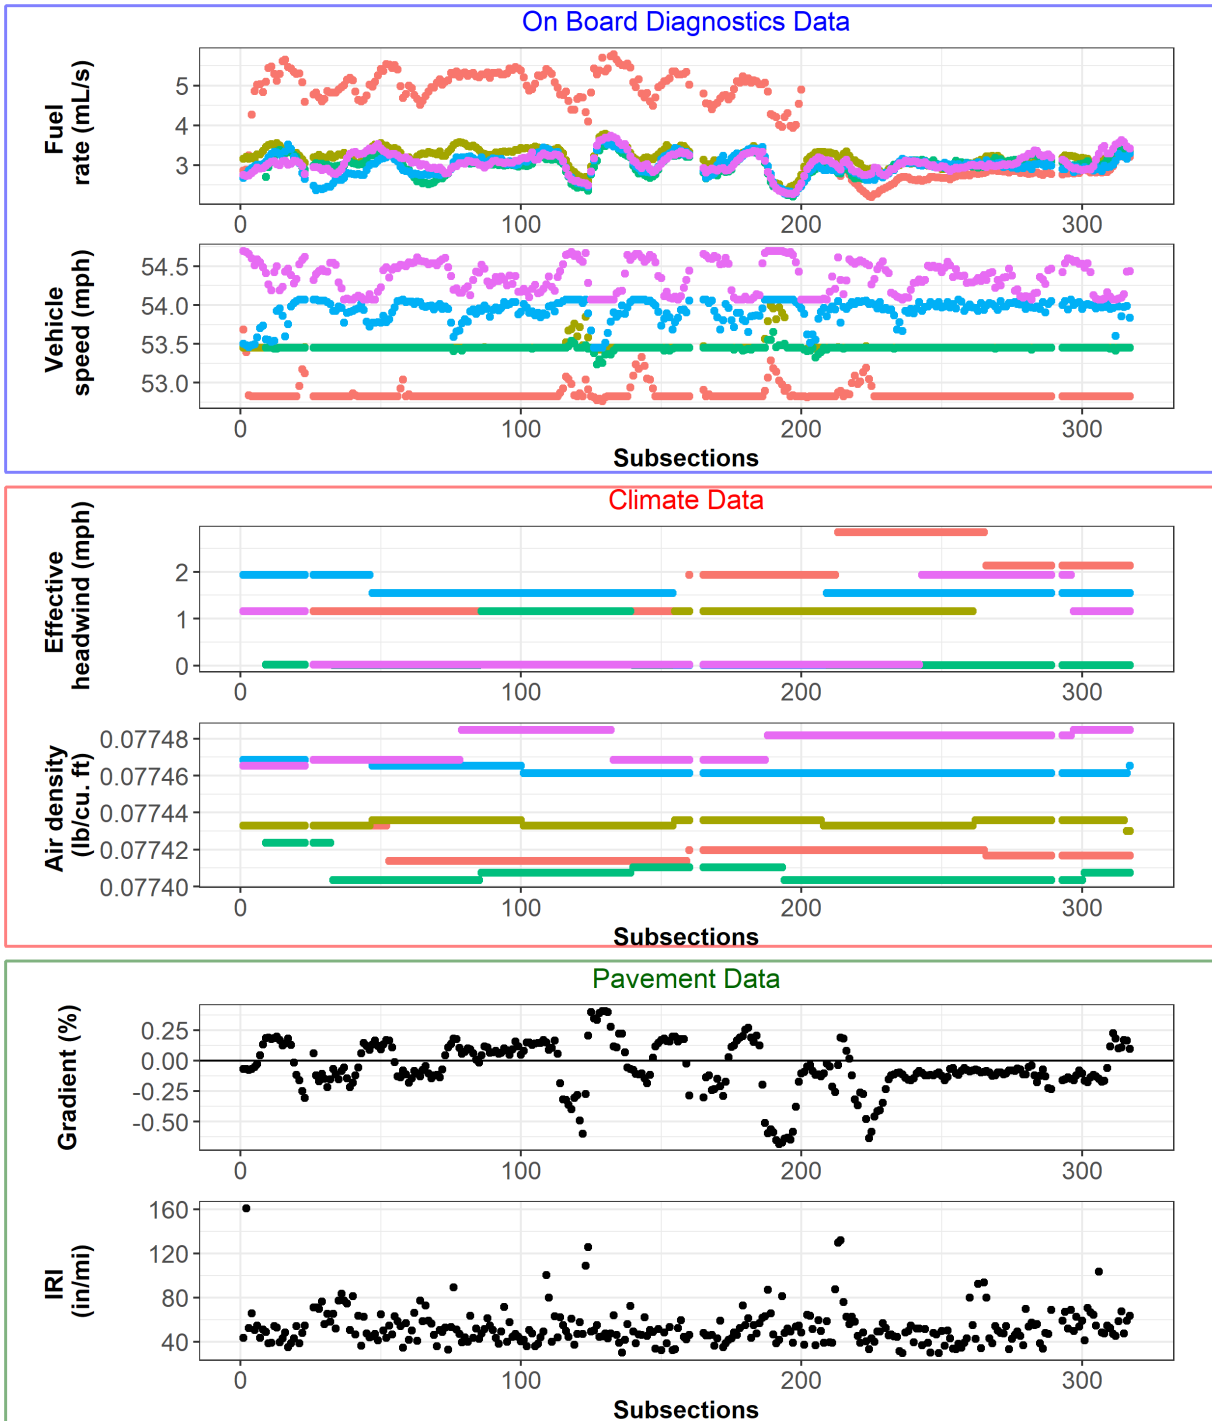 On Board Diagnostics Data
Fuel
rate (mL/s)
5
4
3
0
100
200
300
Vehicle
speed (mph)
54.5
54.0
53.5
53.0
0
100
200
300
Subsections
Climate Data
Effective
headwind (mph)
2
1
0
0
100
200
300
Air density
(lb/cu. ft)
0.07748
0.07746
0.07744
0.07742
0.07740
0
100
200
300
Subsections
Pavement Data
Gradient (%)
0.25
0.00
-0.25
-0.50
0
100
200
300
IRI
(in/mi)
160
120
80
40
0
100
200
300
Subsections